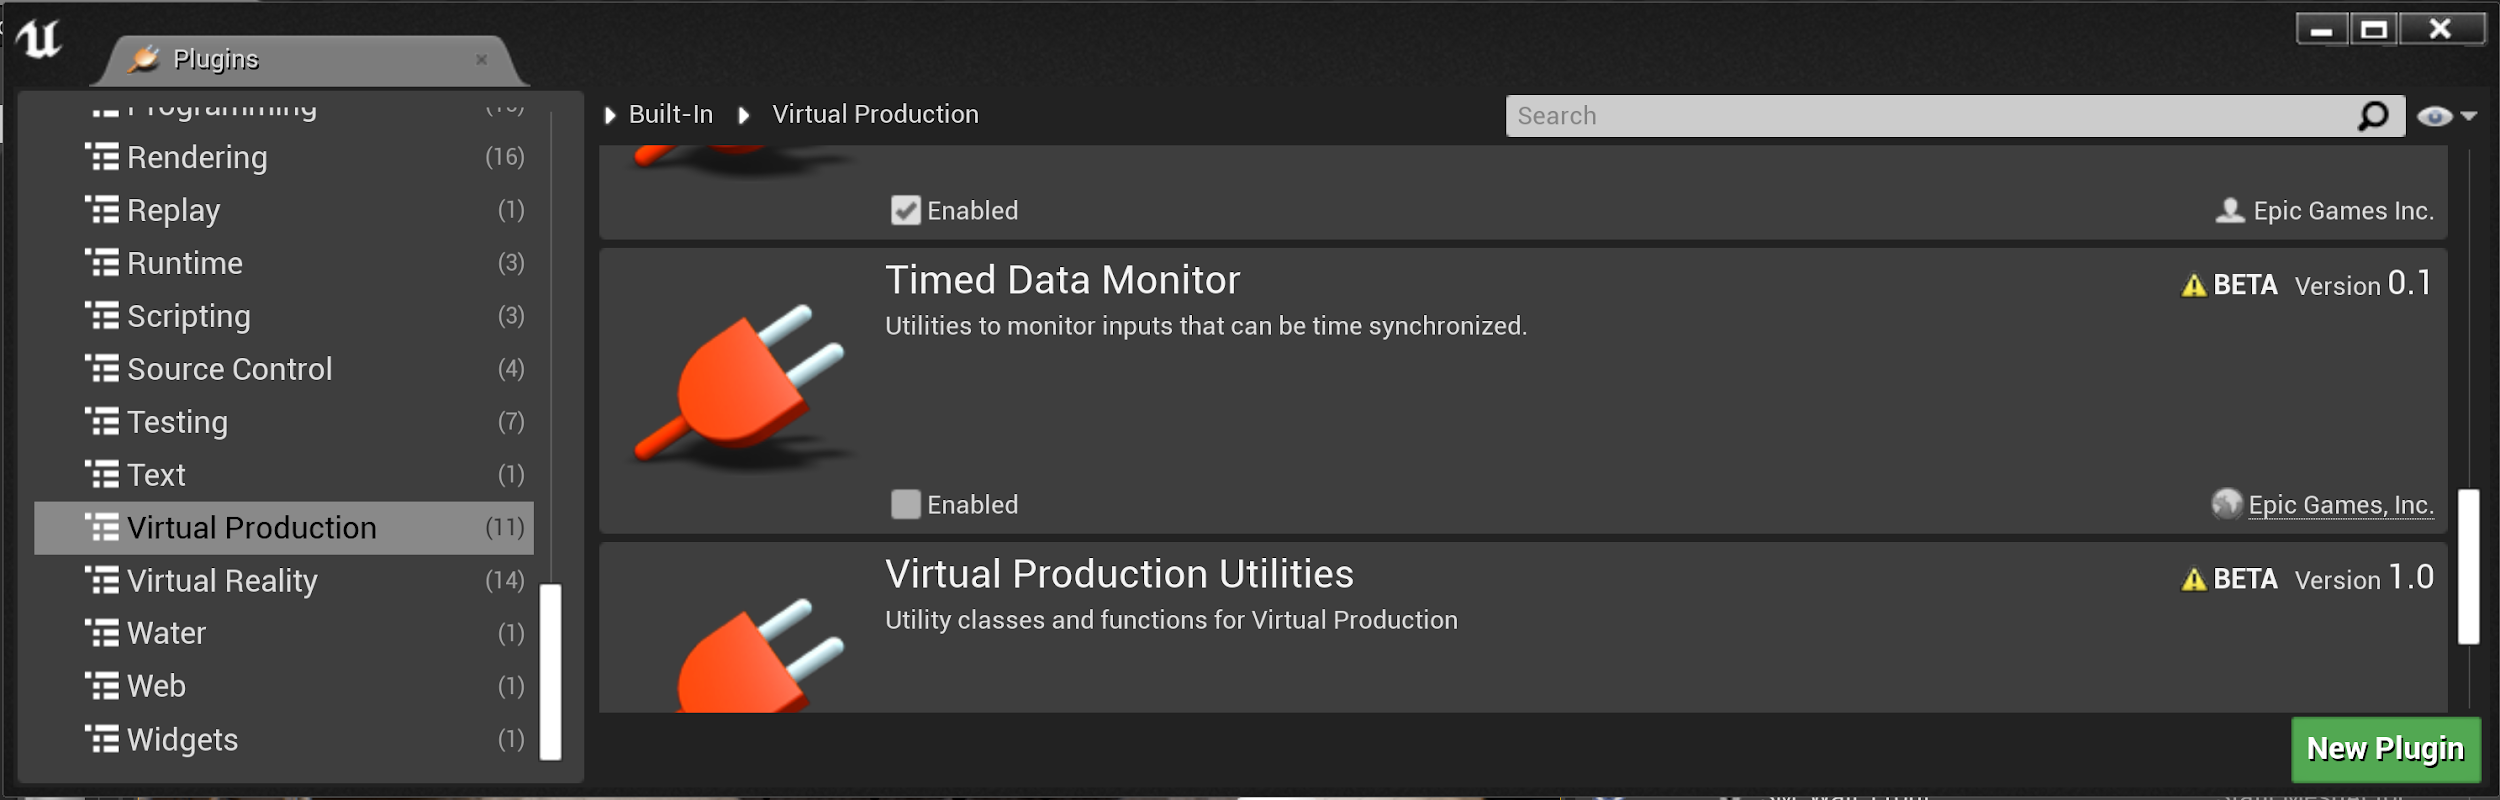 Plugins
Programming
Rendering (16)
Replay (1)
Runtime (3)
Scripting (3)
Source Control (4)
Testing (7)
Text (1)
Virtual Production (11)
Virtual Reality (14)
Water (1)
Web (1)
Widgets (1)
Built-In Virtual Production
Search
Enabled Epic Games Inc.
Timed Data Monitor BETA Version 0.1
Utilities to monitor inputs that can be time synchronized.
Enabled Epic Games, Inc.
Virtual Production Utilities BETA Version 1.0
Utility classes and functions for Virtual Production
New Plugin